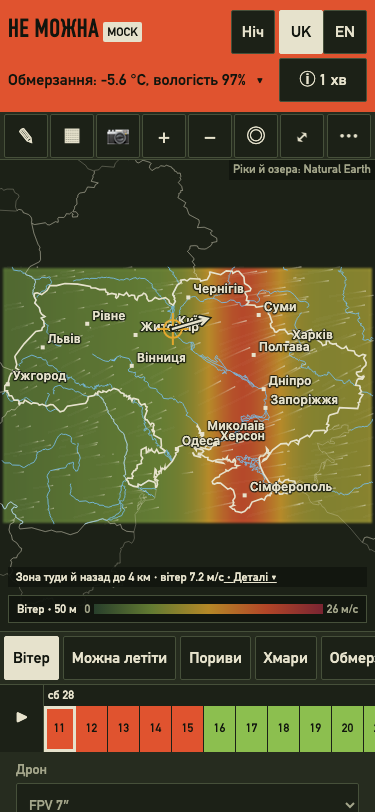 НЕ МОЖНА МОСК
Ніч UK EN
Обмерзання: -5.6 °C, вологість 97% ▾
ⓘ 1 хв
Ріки й озера: Natural Earth
Чернігів
Суми
Рівне
Київ
Житомир
Харків
Львів
Полтава
Вінниця
Ужгород
Дніпро
Запоріжжя
Миколаїв
Одеса Херсон
Сімферополь
Зона туди й назад до 4 км · вітер 7.2 м/с · Деталі ▾
Вітер · 50 м 0 26 м/с
Вітер Можна летіти Пориви Хмари Обмер
сб 28
11 12 13 14 15 16 17 18 19 20
Дрон
FPV 7″